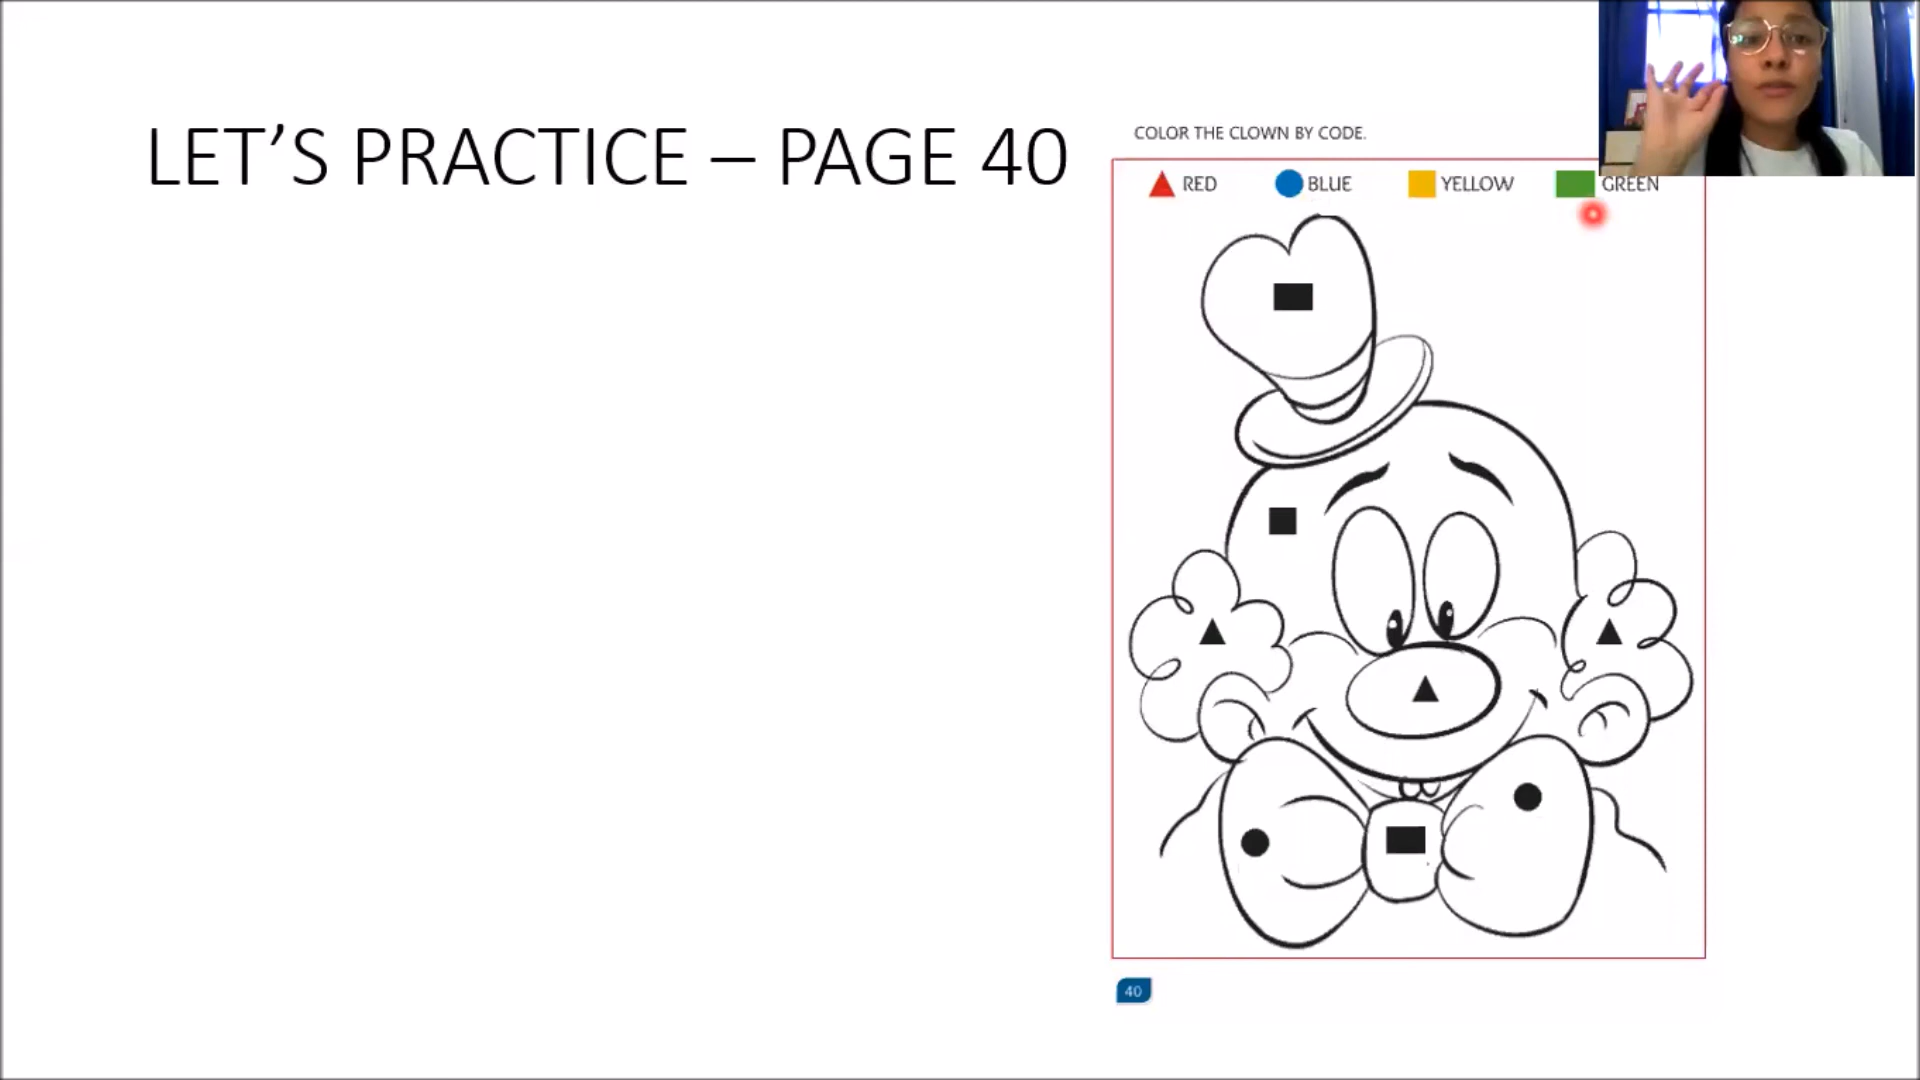 LET’S PRACTICE – PAGE 40
COLOR THE CLOWN BY CODE.
RED BLUE YELLOW GREEN
40